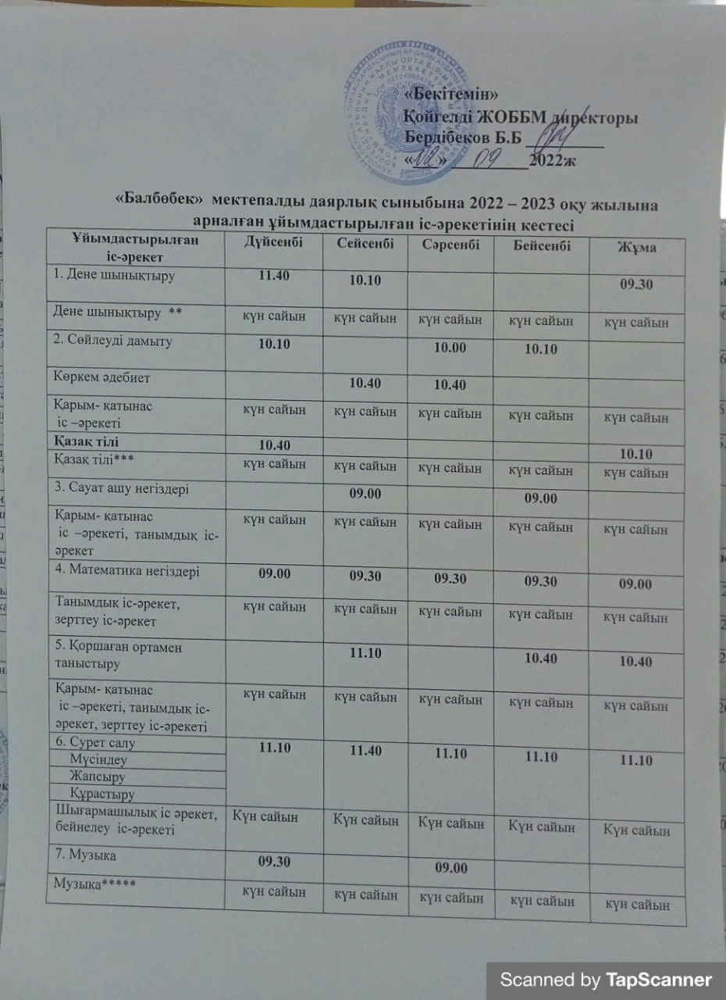 «Бекітемін»
Қойгелді ЖОББМ директоры
Бердібеков Б.Б
«02» 09 2022ж
«Балбөбек» мектепалды даярлық сыныбына 2022 – 2023 оқу жылына
арналған ұйымдастырылған іс-әрекетінің кестесі
Ұйымдастырылған іс-әрекет Дүйсенбі Сейсенбі Сәрсенбі Бейсенбі Жұма
1. Дене шынықтыру 11.40 10.10 09.30
Дене шынықтыру ** күн сайын күн сайын күн сайын күн сайын күн сайын
2. Сөйлеуді дамыту 10.10 10.00 10.10
Көркем әдебиет 10.40 10.40
Қарым- қатынас күн сайын күн сайын күн сайын күн сайын күн сайын
іс –әрекеті
Қазақ тілі 10.40 10.10
Қазақ тілі*** күн сайын күн сайын күн сайын күн сайын күн сайын
3. Сауат ашу негіздері 09.00 09.00
Қарым- қатынас күн сайын күн сайын күн сайын күн сайын күн сайын
іс –әрекеті, танымдық іс-
әрекет
4. Математика негіздері 09.00 09.30 09.30 09.30 09.00
Танымдық іс-әрекет, күн сайын күн сайын күн сайын күн сайын күн сайын
зерттеу іс-әрекет
5. Қоршаған ортамен 11.10 10.40 10.40
таныстыру
Қарым- қатынас күн сайын күн сайын күн сайын күн сайын күн сайын
іс –әрекеті, танымдық іс-
әрекет, зерттеу іс-әрекеті
6. Сурет салу 11.10 11.40 11.10 11.10 11.10
Мүсіндеу
Жапсыру
Құрастыру
Шығармашылық іс әрекет, Күн сайын Күн сайын Күн сайын Күн сайын Күн сайын
бейнелеу іс-әрекеті
7. Музыка 09.30 09.00
Музыка***** күн сайын күн сайын күн сайын күн сайын күн сайын
Scanned by TapScanner